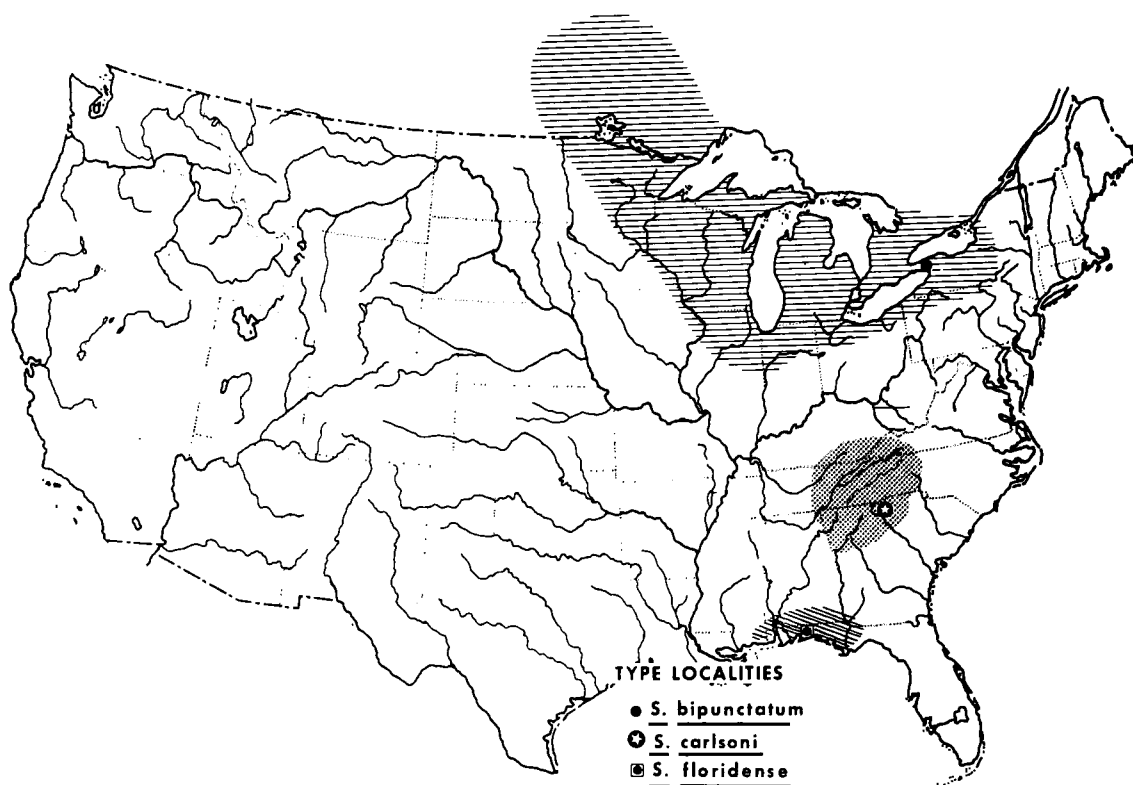 TYPE LOCALITIES
S. bipunctatum
S. carlsoni
S. floridense